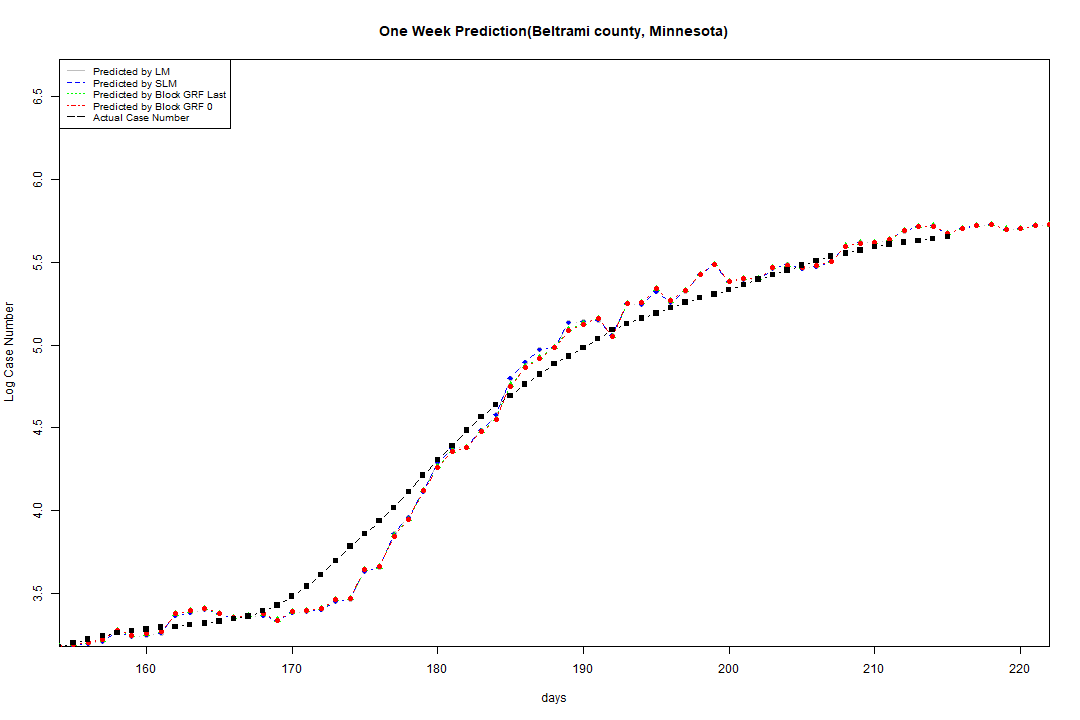 One Week Prediction(Beltrami county, Minnesota)
Predicted by LM
Predicted by SLM
Predicted by Block GRF Last
Predicted by Block GRF 0
Actual Case Number
6.5
6.0
5.5
5.0
4.5
4.0
3.5
Log Case Number
160 170 180 190 200 210 220
days